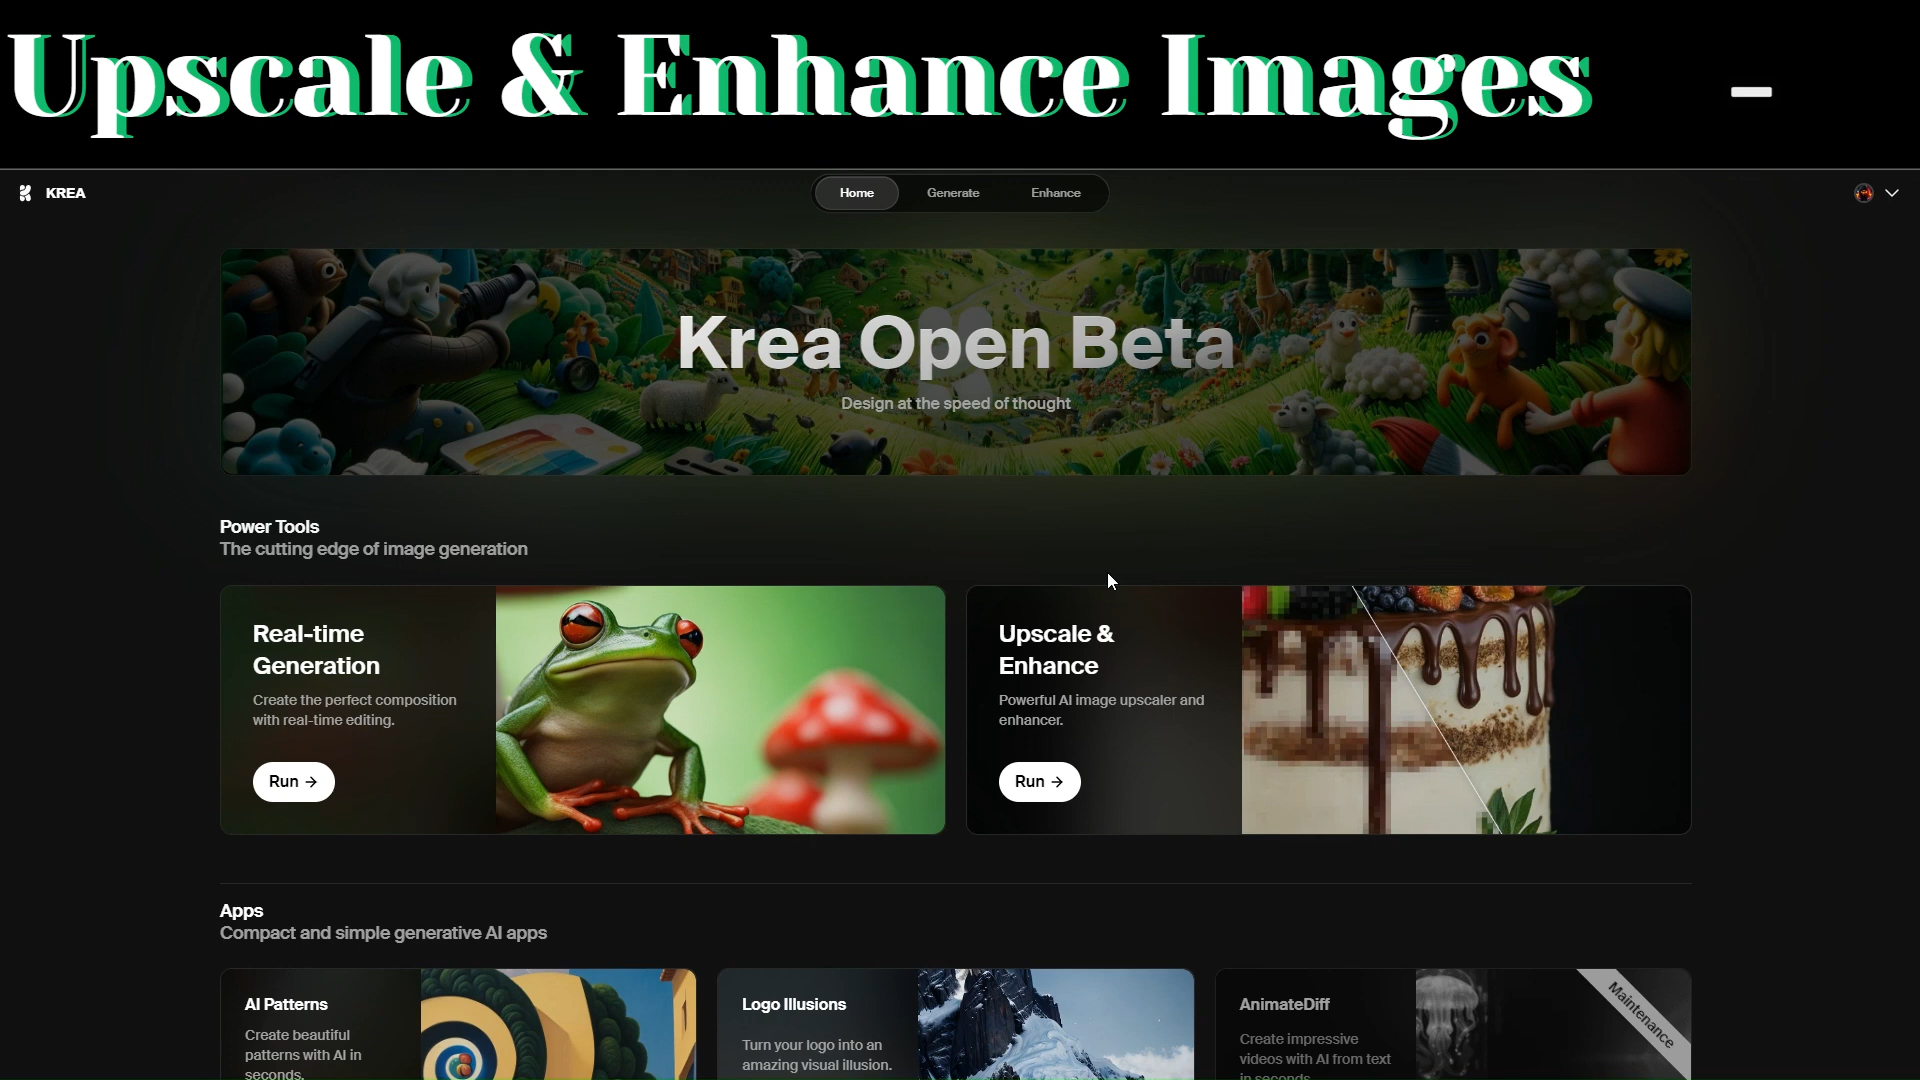 Upscale & Enhance Images
KREA
Home
Generate
Enhance
Krea Open Beta
Design at the speed of thought
Power Tools
The cutting edge of image generation
Real-time
Generation
Create the perfect composition
with real-time editing.
Run →
Upscale &
Enhance
Powerful AI image upscaler and
enhancer.
Run →
Apps
Compact and simple generative AI apps
AI Patterns
Create beautiful
patterns with AI in
seconds.
Logo Illusions
Turn your logo into an
amazing visual illusion.
AnimateDiff
Create impressive
videos with AI from text
in seconds
Maintenance